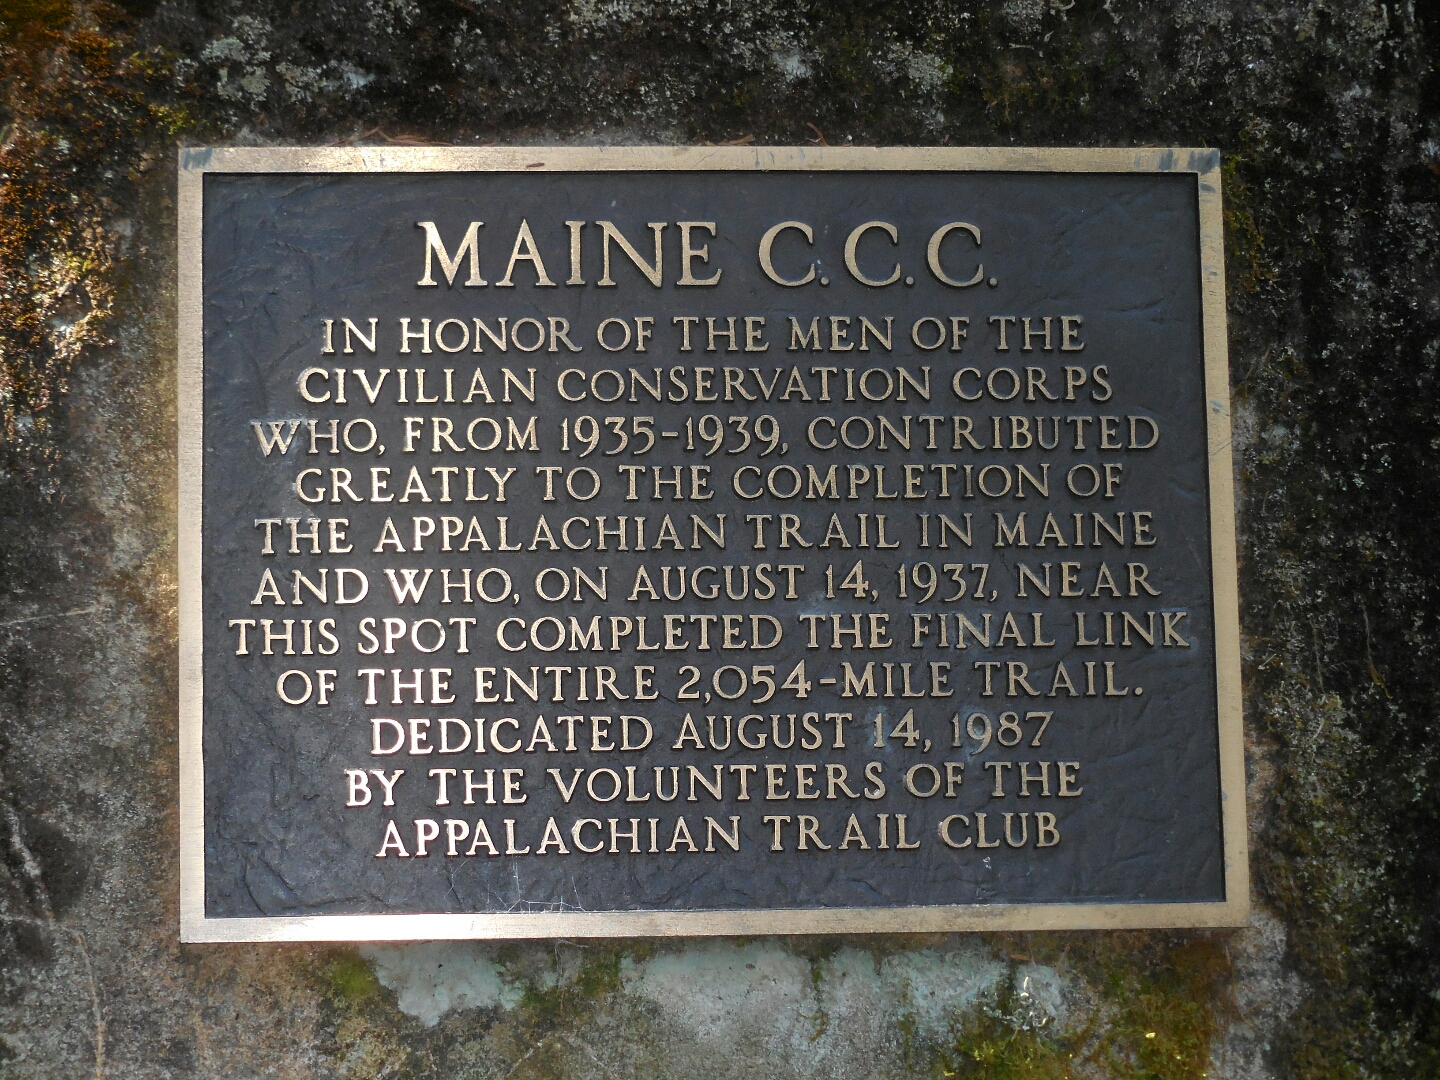 MAINE C.C.C.
IN HONOR OF THE MEN OF THE
CIVILIAN CONSERVATION CORPS
WHO, FROM 1935-1939, CONTRIBUTED
GREATLY TO THE COMPLETION OF
THE APPALACHIAN TRAIL IN MAINE
AND WHO, ON AUGUST 14, 1937, NEAR
THIS SPOT COMPLETED THE FINAL LINK
OF THE ENTIRE 2,054-MILE TRAIL.
DEDICATED AUGUST 14, 1987
BY THE VOLUNTEERS OF THE
APPALACHIAN TRAIL CLUB